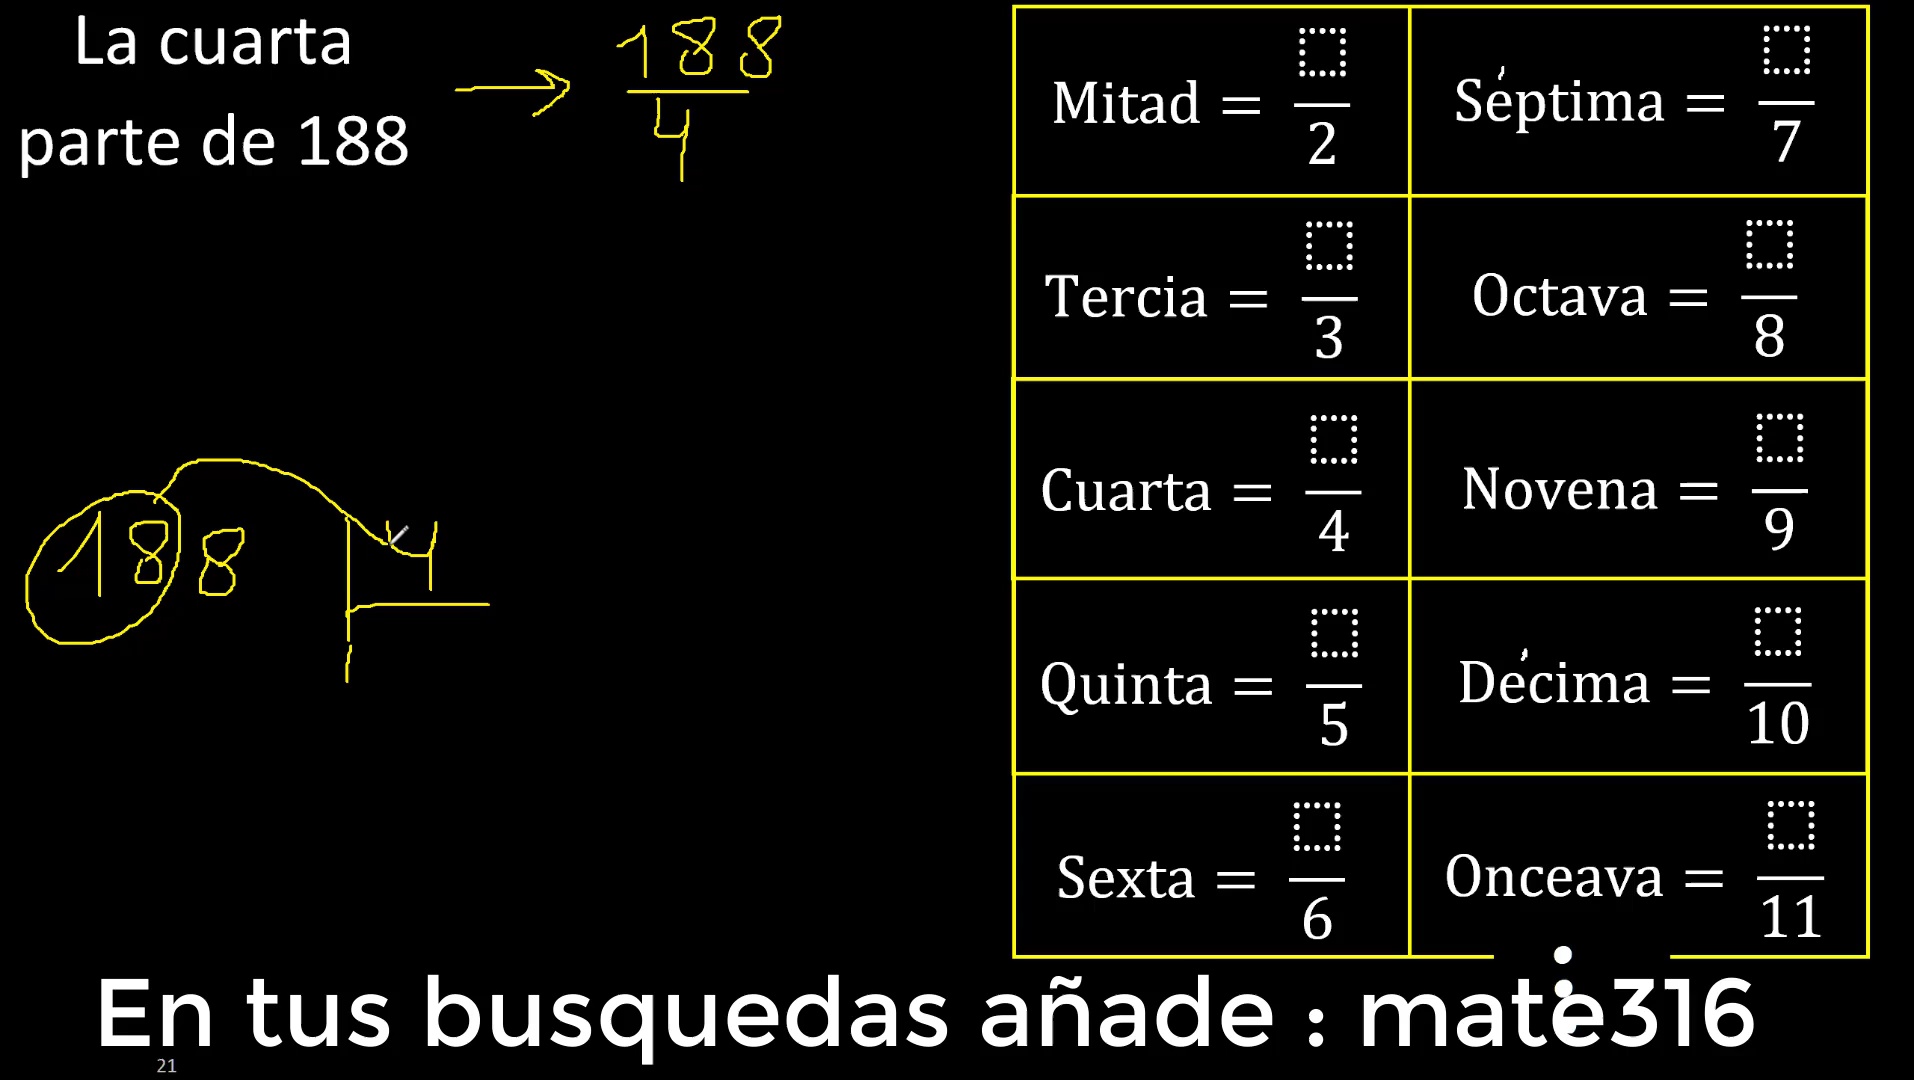 La cuarta
parte de 188
188
4
188 4
Mitad = 2
Séptima = 7
Tercia = 3
Octava = 8
Cuarta = 4
Novena = 9
Quinta = 5
Décima = 10
Sexta = 6
Onceava = 11
En tus busquedas añade : mate316
21